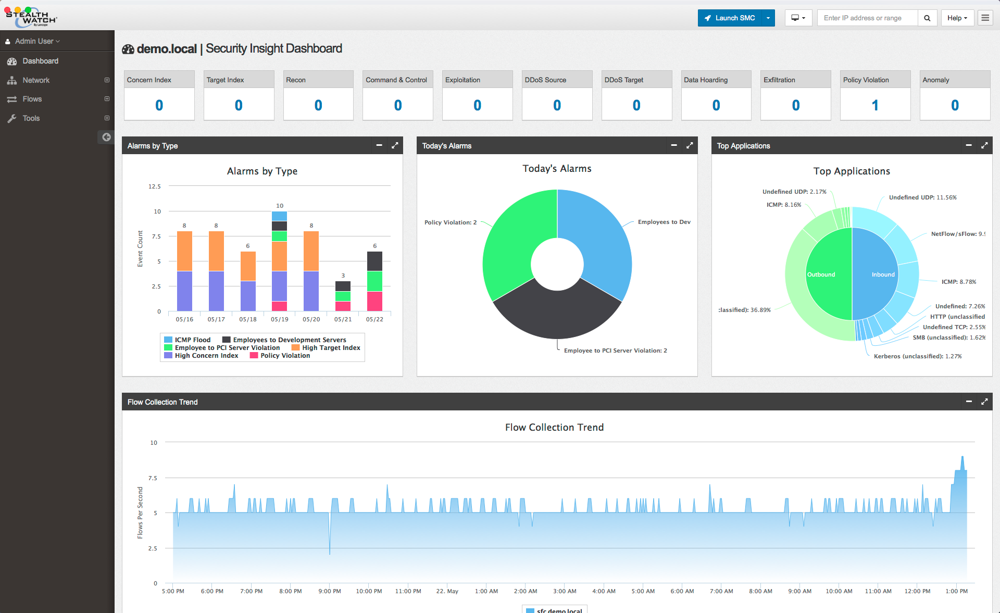 STEALTH
WATCH
By Lancope
Launch SMC
Enter IP address or range
Help
Admin User
Dashboard
Network
Flows
Tools
demo.local | Security Insight Dashboard
Concern Index
0
Target Index
0
Recon
0
Command & Control
0
Exploitation
0
DDoS Source
0
DDoS Target
0
Data Hoarding
0
Exfiltration
0
Policy Violation
1
Anomaly
0
Alarms by Type
Alarms by Type
Event Count
12.5
10
7.5
5
2.5
0
8
8
6
10
8
3
6
05/16
05/17
05/18
05/19
05/20
05/21
05/22
ICMP Flood
Employees to Development Servers
Employee to PCI Server Violation
High Target Index
High Concern Index
Policy Violation
Today's Alarms
Today's Alarms
Policy Violation: 2
Employees to Dev
Employee to PCI Server Violation: 2
Top Applications
Top Applications
Undefined UDP: 2.17%
ICMP: 8.16%
classified): 36.89%
Outbound
Inbound
Undefined UDP: 11.56%
NetFlow/sFlow: 9.9
ICMP: 8.78%
Undefined: 7.26%
HTTP (unclassified
Undefined TCP: 2.55%
SMB (unclassified): 1.62%
Kerberos (unclassified): 1.27%
Flow Collection Trend
Flow Collection Trend
Flows Per Second
10
7.5
5
2.5
0
5:00 PM
6:00 PM
7:00 PM
8:00 PM
9:00 PM
10:00 PM
11:00 PM
22. May
1:00 AM
2:00 AM
3:00 AM
4:00 AM
5:00 AM
6:00 AM
7:00 AM
8:00 AM
9:00 AM
10:00 AM
11:00 AM
12:00 PM
1:00 PM
sfc.demo.local